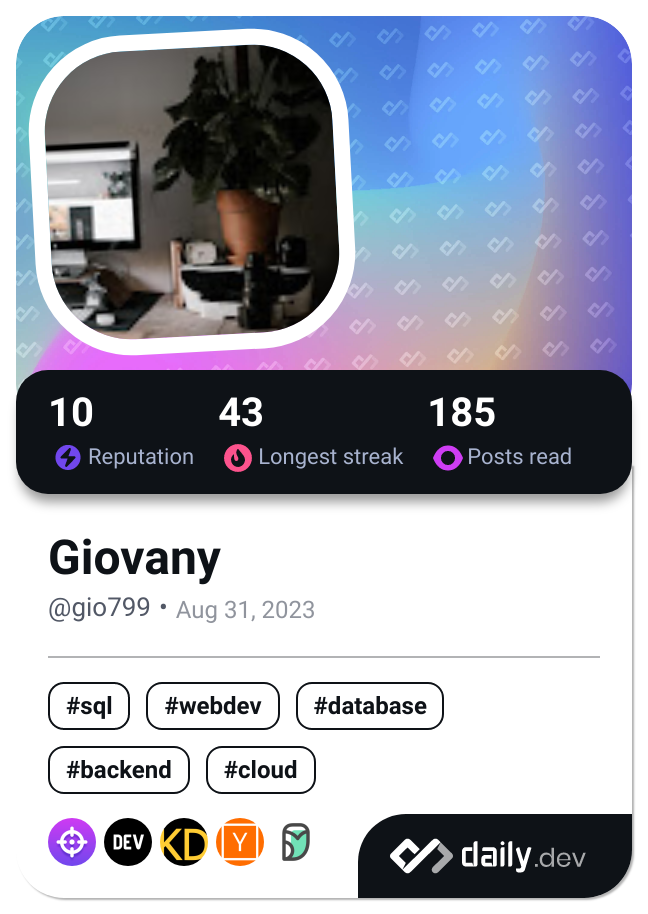 10 43 185
Reputation Longest streak Posts read
Giovany
@gio799 • Aug 31, 2023
#sql #webdev #database
#backend #cloud
DEV KD Y
daily.dev